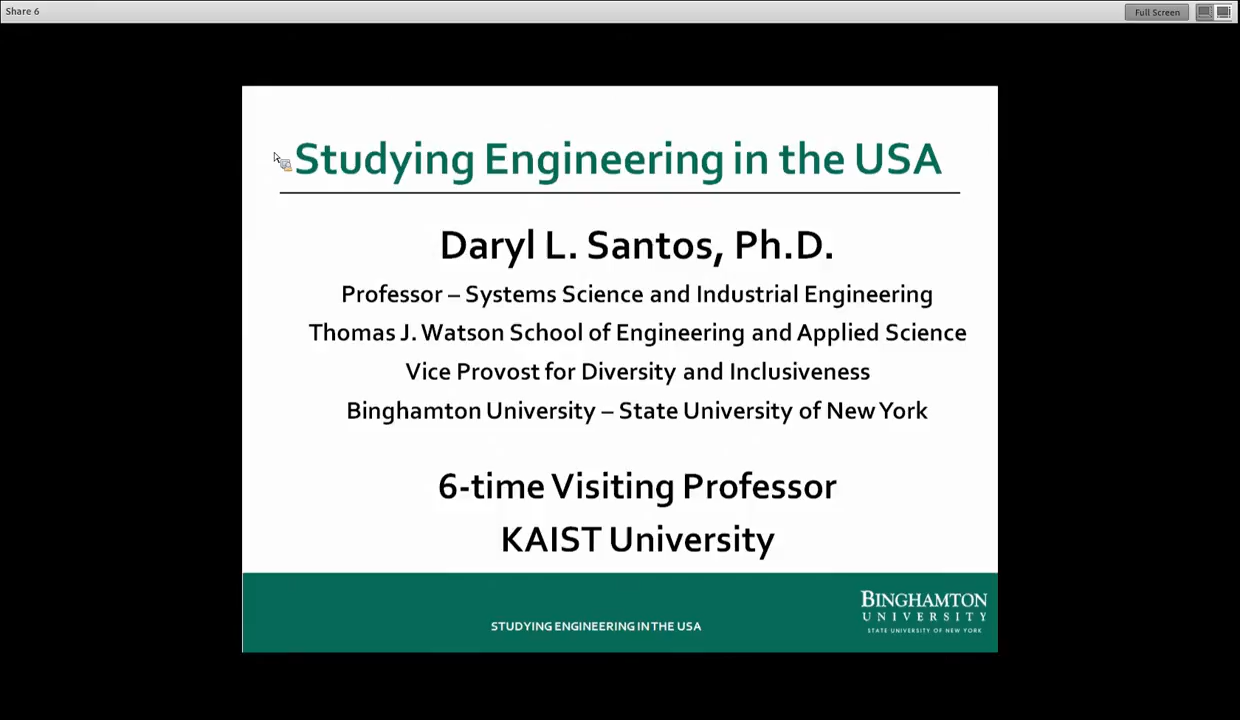 Share 6
Full Screen
Studying Engineering in the USA
Daryl L. Santos, Ph.D.
Professor – Systems Science and Industrial Engineering
Thomas J. Watson School of Engineering and Applied Science
Vice Provost for Diversity and Inclusiveness
Binghamton University – State University of New York
6-time Visiting Professor
KAIST University
STUDYING ENGINEERING IN THE USA
BINGHAMTON
UNIVERSITY
STATE UNIVERSITY OF NEW YORK